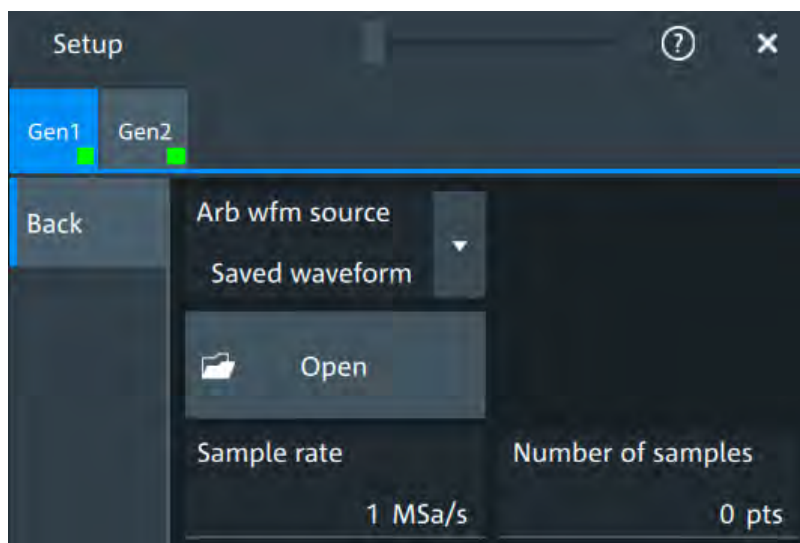 Setup
Gen1 Gen2
Back
Arb wfm source
Saved waveform
Open
Sample rate
1 MSa/s
Number of samples
0 pts